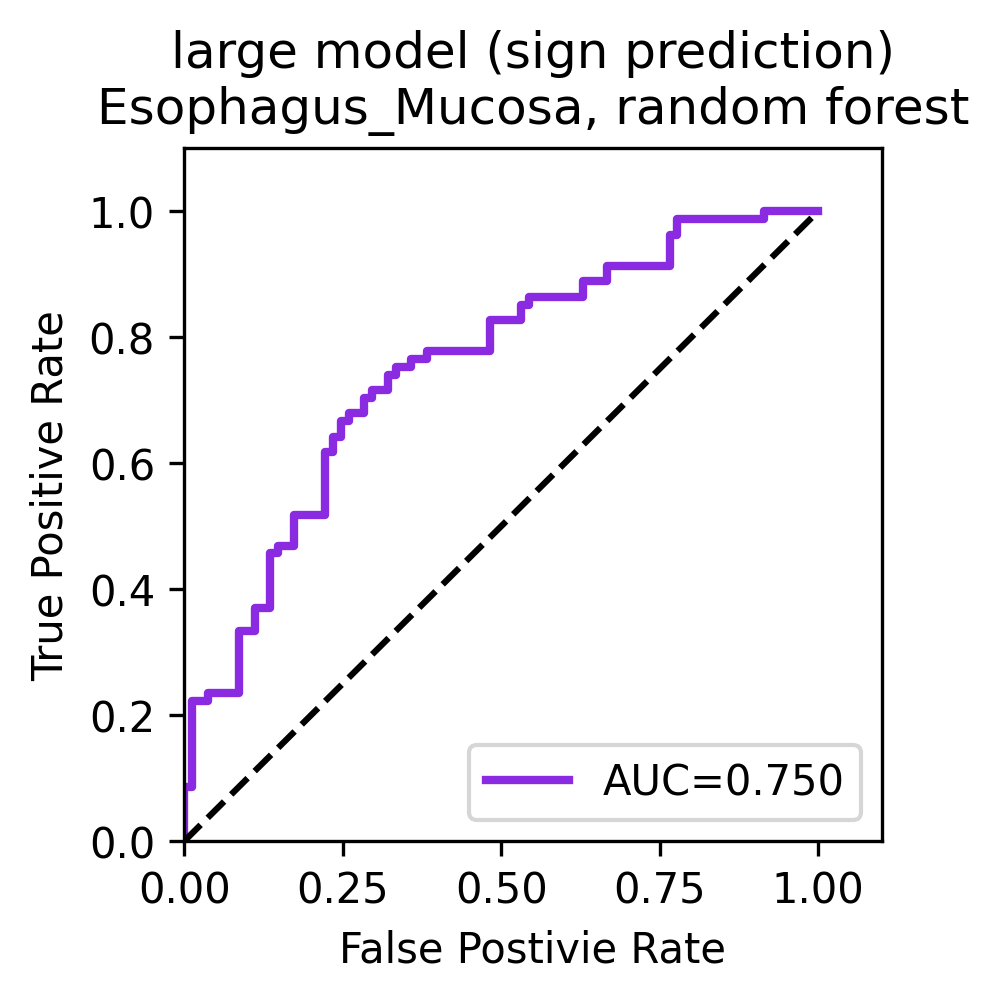 large model (sign prediction)
Esophagus_Mucosa, random forest
True Positive Rate
1.0
0.8
0.6
0.4
0.2
0.0
AUC=0.750
0.00 0.25 0.50 0.75 1.00
False Postivie Rate